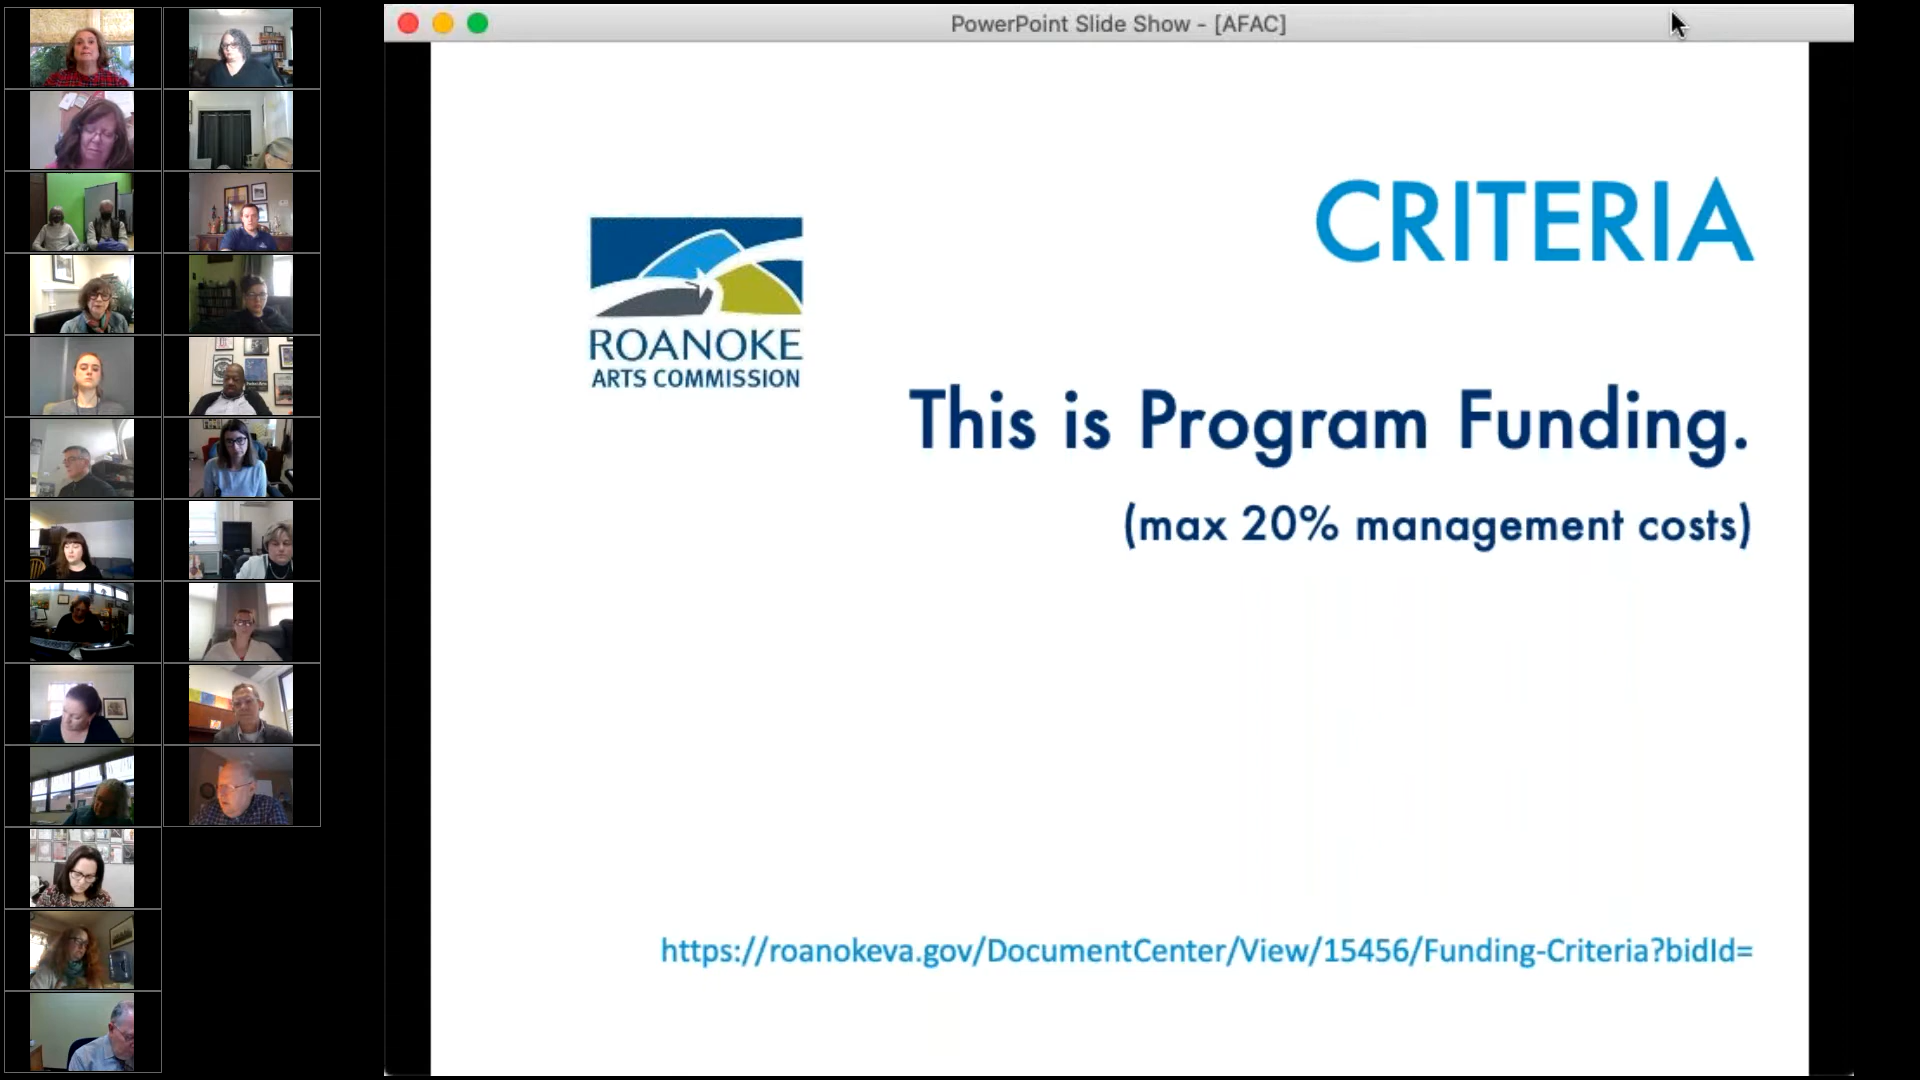 PowerPoint Slide Show - [AFAC]
CRITERIA
ROANOKE
ARTS COMMISSION
This is Program Funding.
(max 20% management costs)
https://roanokeva.gov/DocumentCenter/View/15456/Funding-Criteria?bidId=